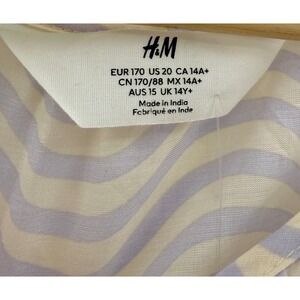 H&M
EUR 170 US 20 CA 14A+
CN 170/88 MX 14A+
AUS 15 UK 14Y+
Made in India
Fabriqué en Inde